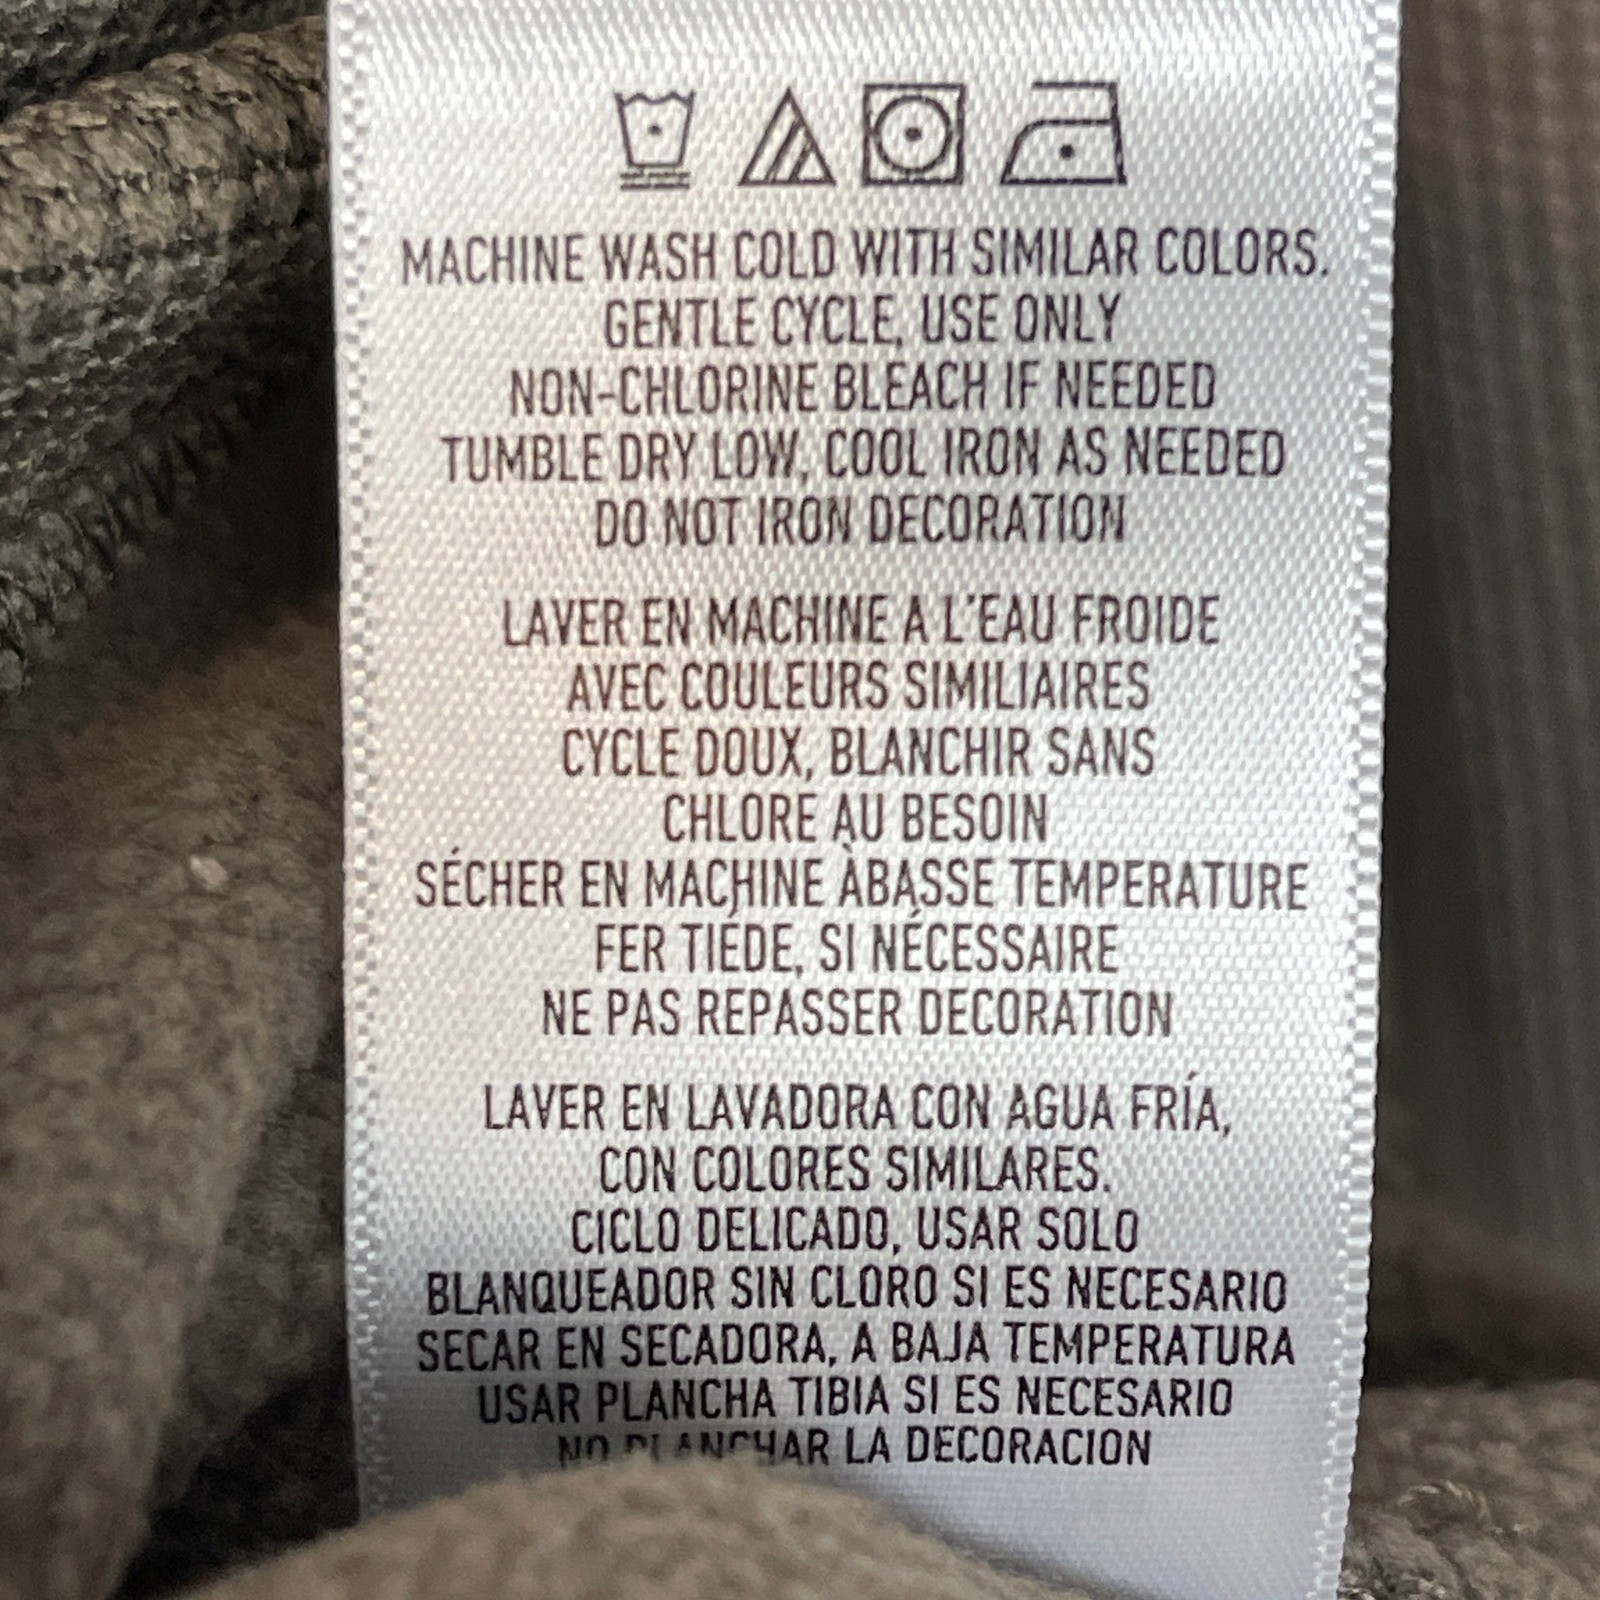 MACHINE WASH COLD WITH SIMILAR COLORS.
GENTLE CYCLE, USE ONLY
NON-CHLORINE BLEACH IF NEEDED
TUMBLE DRY LOW, COOL IRON AS NEEDED
DO NOT IRON DECORATION
LAVER EN MACHINE A L'EAU FROIDE
AVEC COULEURS SIMILIAIRES
CYCLE DOUX, BLANCHIR SANS
CHLORE AU BESOIN
SÉCHER EN MACHINE ÀBASSE TEMPERATURE
FER TIÉDE, SI NÉCESSAIRE
NE PAS REPASSER DECORATION
LAVER EN LAVADORA CON AGUA FRÍA,
CON COLORES SIMILARES.
CICLO DELICADO, USAR SOLO
BLANQUEADOR SIN CLORO SI ES NECESARIO
SECAR EN SECADORA, A BAJA TEMPERATURA
USAR PLANCHA TIBIA SI ES NECESARIO
NO PLANCHAR LA DECORACION